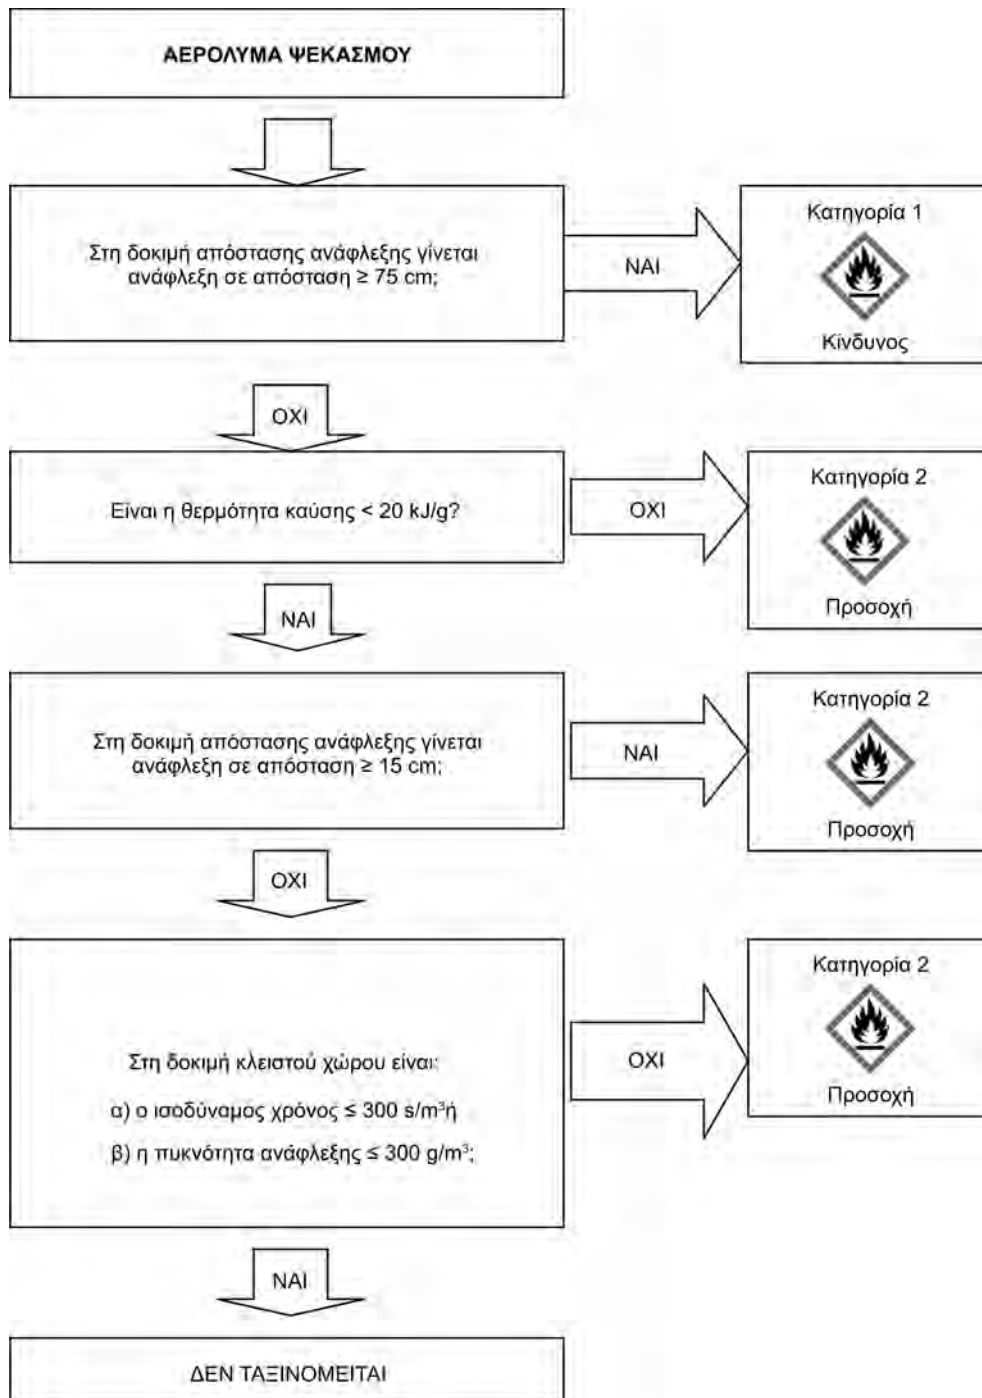 ΑΕΡΟΛΥΜΑ ΨΕΚΑΣΜΟΥ
Στη δοκιμή απόστασης ανάφλεξης γίνεται
ανάφλεξη σε απόσταση ≥ 75 cm;
ΝΑΙ
Κατηγορία 1
Κίνδυνος
ΟΧΙ
Είναι η θερμότητα καύσης < 20 kJ/g?
ΟΧΙ
Κατηγορία 2
Προσοχή
ΝΑΙ
Στη δοκιμή απόστασης ανάφλεξης γίνεται
ανάφλεξη σε απόσταση ≥ 15 cm;
ΝΑΙ
Κατηγορία 2
Προσοχή
ΟΧΙ
Στη δοκιμή κλειστού χώρου είναι:
α) ο ισοδύναμος χρόνος ≤ 300 s/m³ή
β) η πυκνότητα ανάφλεξης ≤ 300 g/m³;
ΟΧΙ
Κατηγορία 2
Προσοχή
ΝΑΙ
ΔΕΝ ΤΑΞΙΝΟΜΕΙΤΑΙ